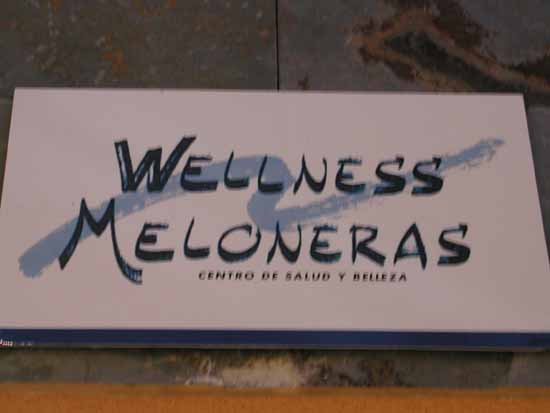 WELLNESS
MELONERAS
CENTRO DE SALUD Y BELLEZA